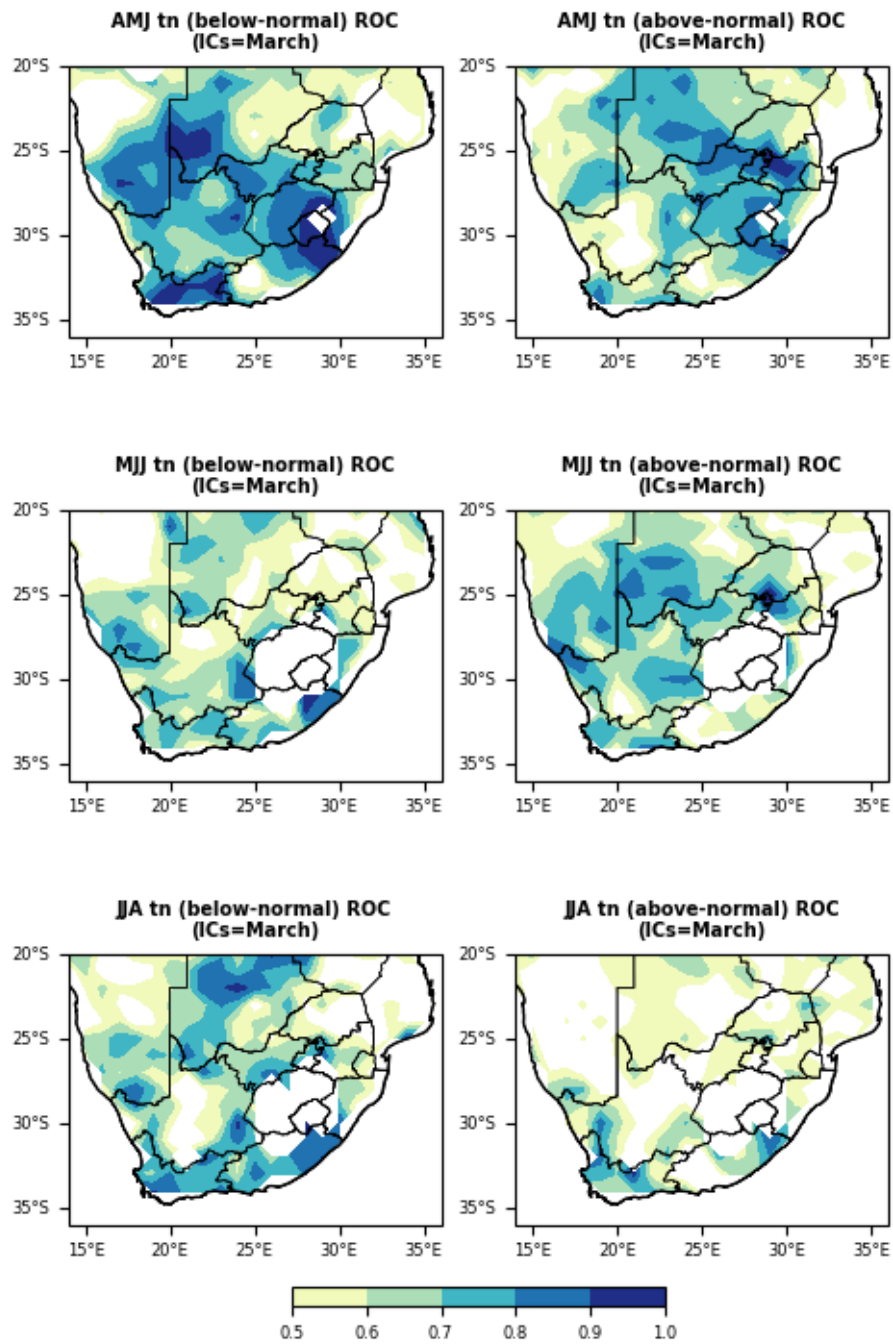 AMJ tn (below-normal) ROC
(ICs=March)
AMJ tn (above-normal) ROC
(ICs=March)
20°S
25°S
30°S
35°S
15°E 20°E 25°E 30°E 35°E
20°S
25°S
30°S
35°S
15°E 20°E 25°E 30°E 35°E
MJJ tn (below-normal) ROC
(ICs=March)
MJJ tn (above-normal) ROC
(ICs=March)
20°S
25°S
30°S
35°S
15°E 20°E 25°E 30°E 35°E
20°S
25°S
30°S
35°S
15°E 20°E 25°E 30°E 35°E
JJA tn (below-normal) ROC
(ICs=March)
JJA tn (above-normal) ROC
(ICs=March)
20°S
25°S
30°S
35°S
15°E 20°E 25°E 30°E 35°E
20°S
25°S
30°S
35°S
15°E 20°E 25°E 30°E 35°E
0.5 0.6 0.7 0.8 0.9 1.0